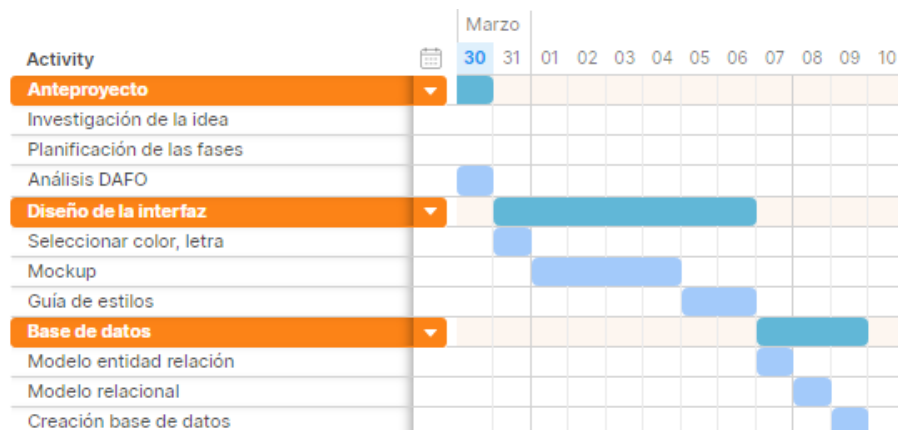 Marzo
Activity 30 31 01 02 03 04 05 06 07 08 09 10
Anteproyecto
Investigación de la idea
Planificación de las fases
Análisis DAFO
Diseño de la interfaz
Seleccionar color, letra
Mockup
Guía de estilos
Base de datos
Modelo entidad relación
Modelo relacional
Creación base de datos